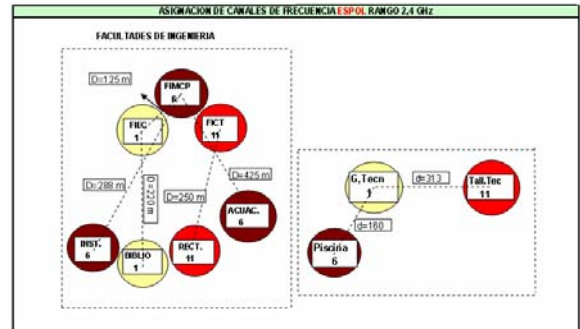 ASIGNACION DE CANALES DE FRECUENCIA ESPOL RANGO 2,4 GHz
FACULTADES DE INGENIERIA
D=125 m
FIMCP
6
FIEC
1
FICT
11
D=288 m
D=220 m
D=250 m
D=425 m
INST.
6
BIBLIO
1
RECT.
11
ACUAC.
6
G,Tecn
1
d=313
Tall.Tec
11
d=160
Piscina
6